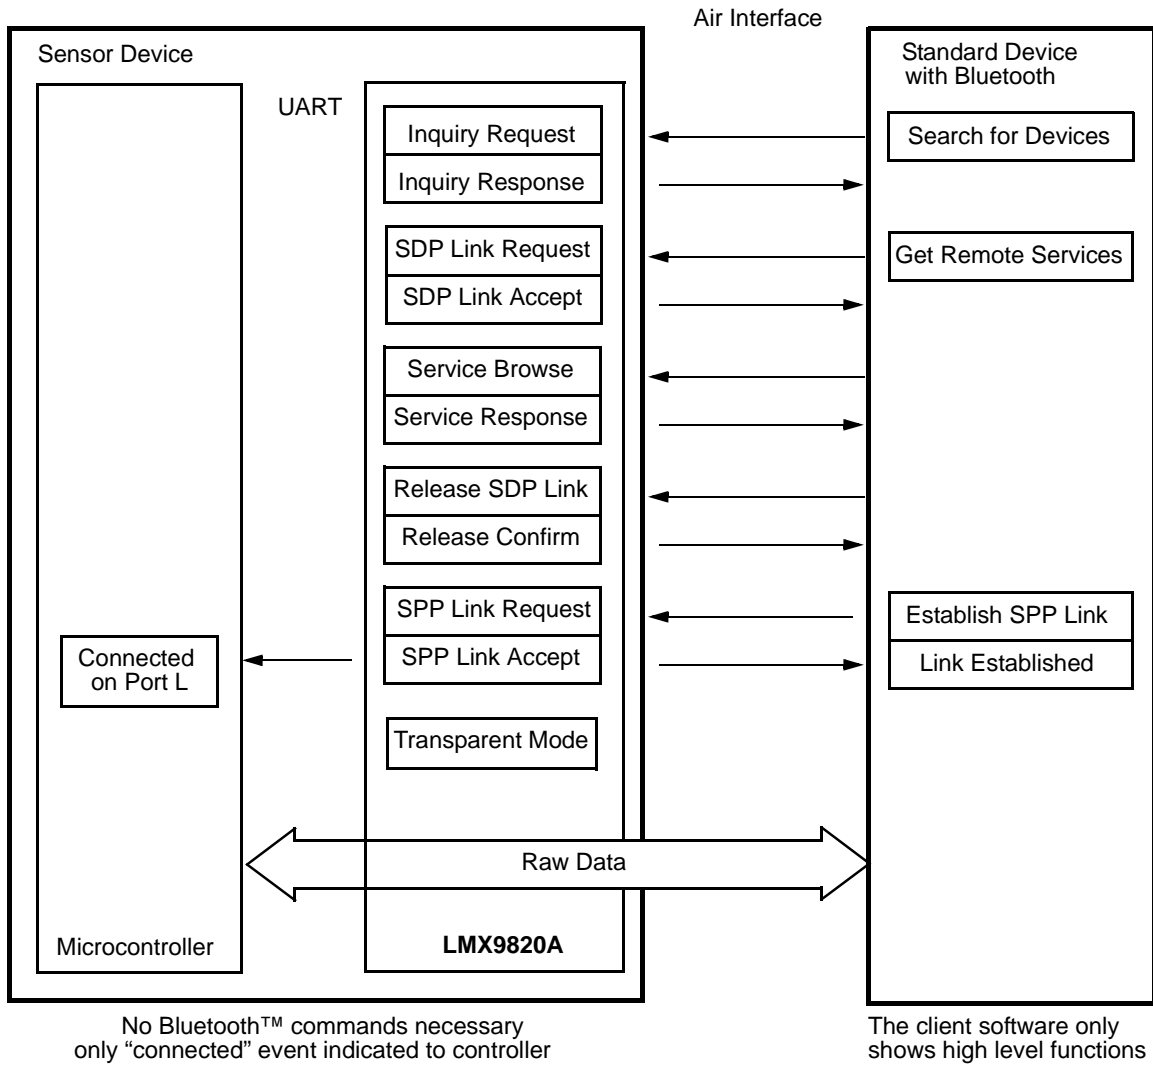 Air Interface
Sensor Device
Standard Device
with Bluetooth
UART
Inquiry Request
Search for Devices
Inquiry Response
SDP Link Request
Get Remote Services
SDP Link Accept
Service Browse
Service Response
Release SDP Link
Release Confirm
SPP Link Request
Establish SPP Link
SPP Link Accept
Link Established
Connected
on Port L
Transparent Mode
Raw Data
Microcontroller
LMX9820A
No Bluetooth™ commands necessary
only “connected” event indicated to controller
The client software only
shows high level functions